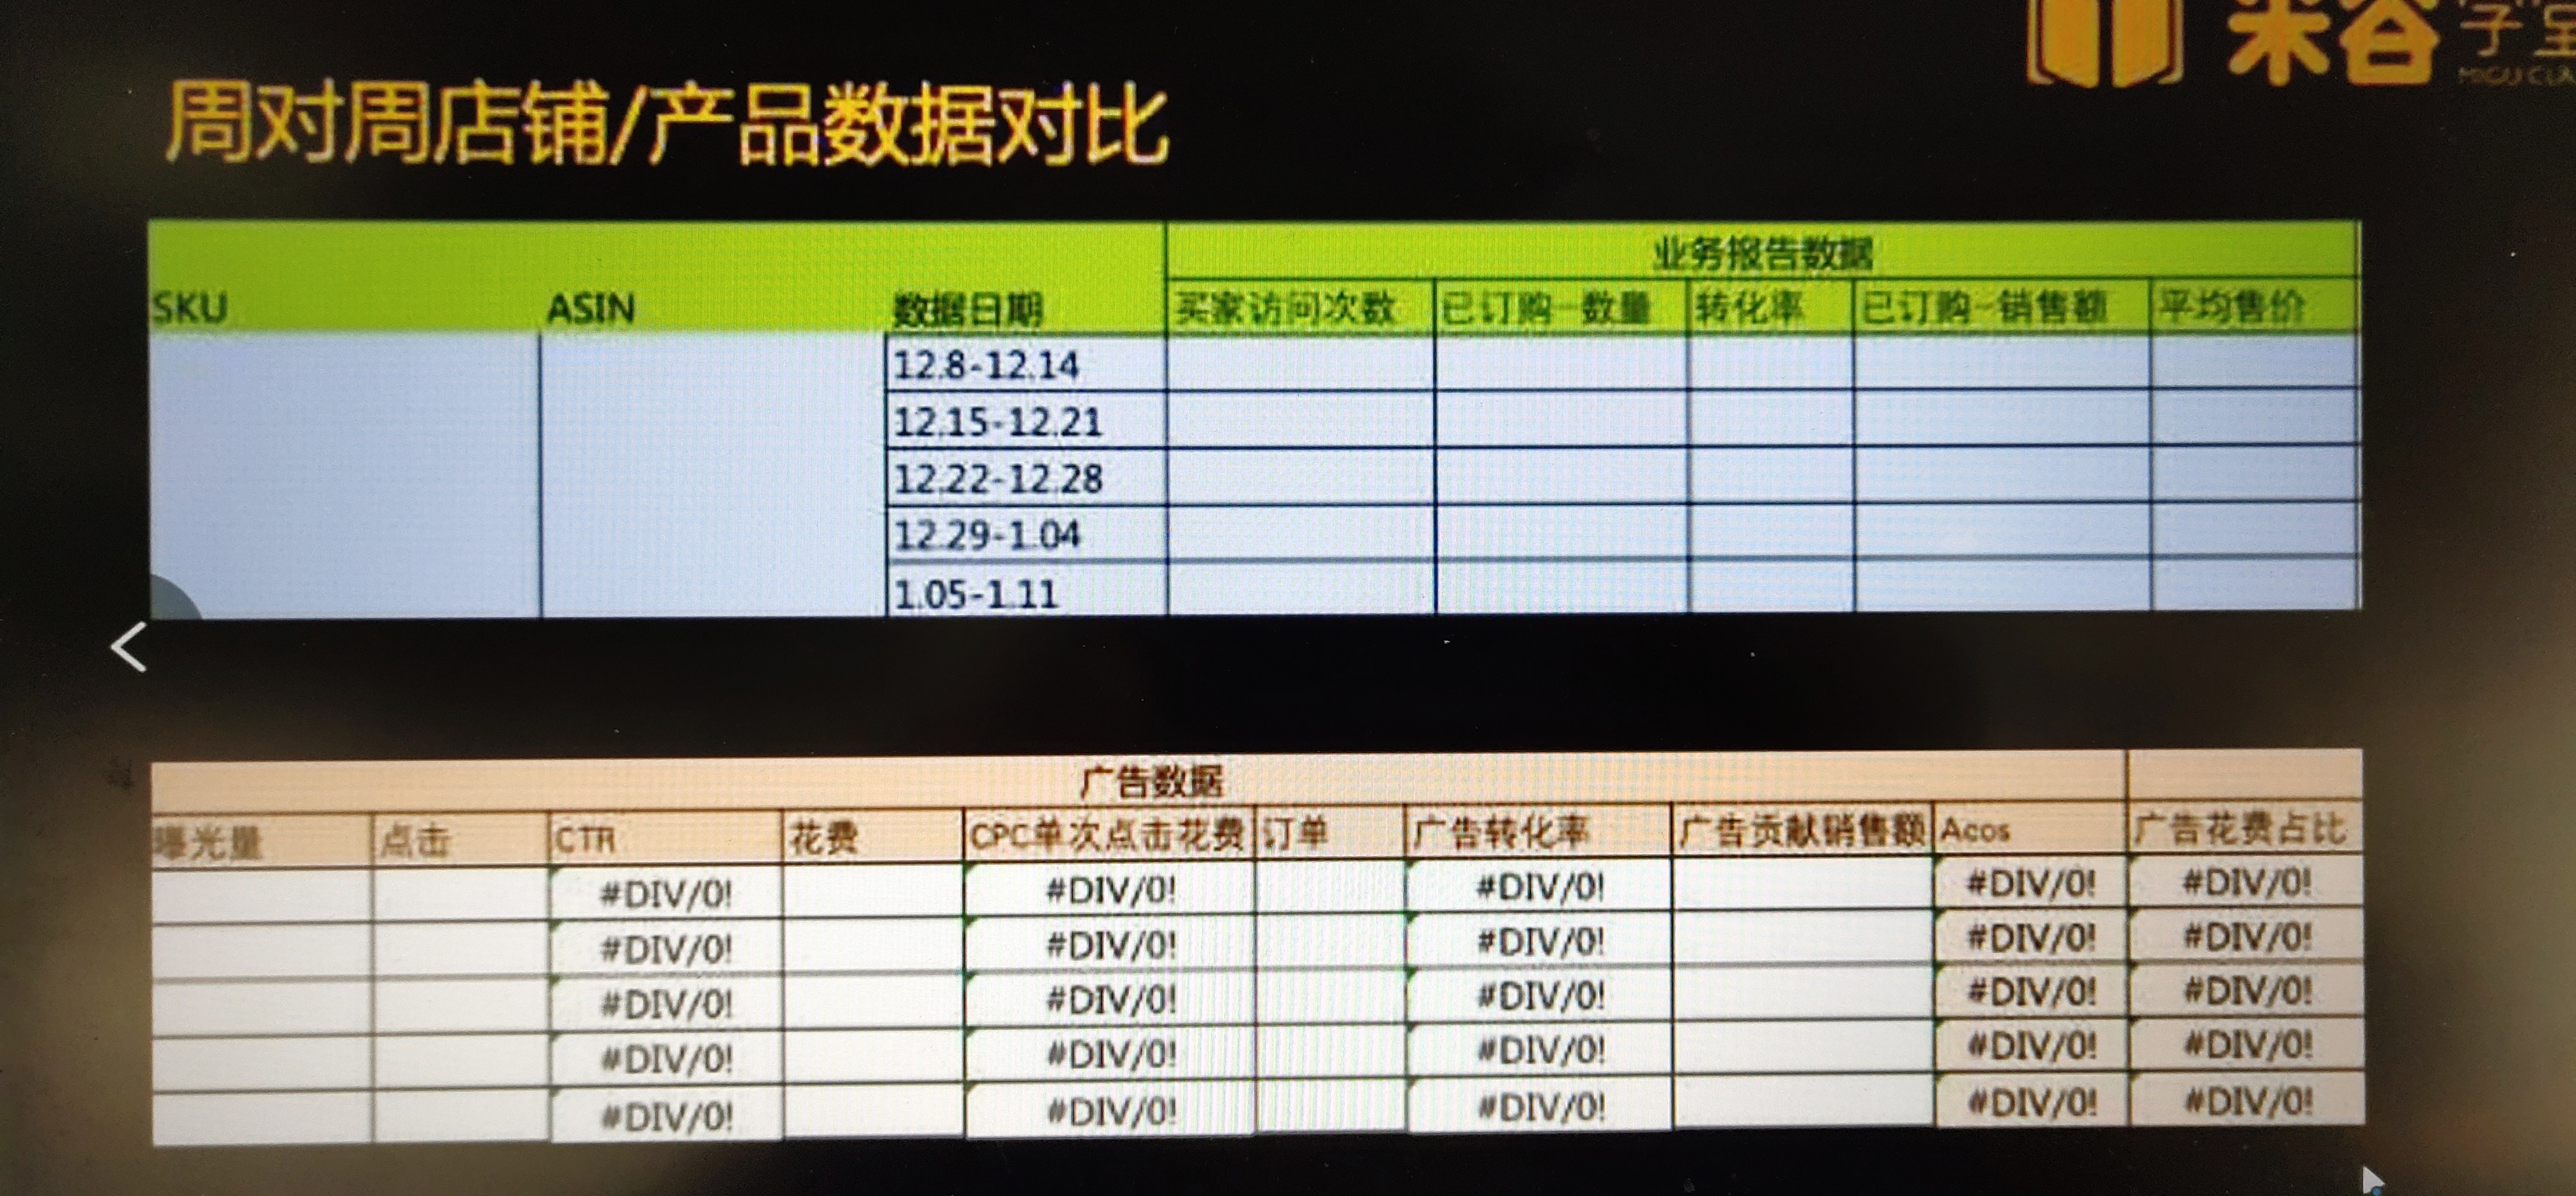 米谷学堂
周对周店铺/产品数据对比
业务报告数据
SKU ASIN 数据日期 买家访问次数 已订购-数量 转化率 已订购-销售额 平均售价
12.8-12.14
12.15-12.21
12.22-12.28
12.29-1.04
1.05-1.11
广告数据
曝光量 点击 CTR 花费 CPC单次点击花费 订单 广告转化率 广告贡献销售额 Acos 广告花费占比
#DIV/0! #DIV/0! #DIV/0! #DIV/0! #DIV/0!
#DIV/0! #DIV/0! #DIV/0! #DIV/0! #DIV/0!
#DIV/0! #DIV/0! #DIV/0! #DIV/0! #DIV/0!
#DIV/0! #DIV/0! #DIV/0! #DIV/0! #DIV/0!
#DIV/0! #DIV/0! #DIV/0! #DIV/0! #DIV/0!